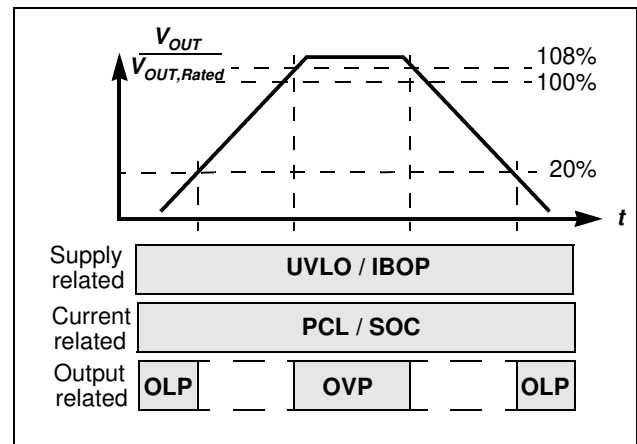 V_OUT
V_OUT,Rated
108%
100%
20%
t
Supply
related
UVLO / IBOP
Current
related
PCL / SOC
Output
related
OLP
OVP
OLP